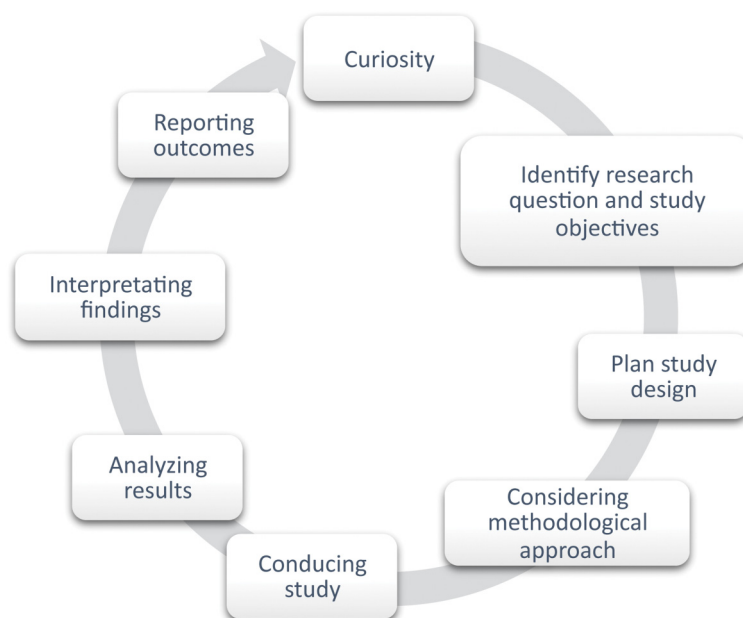 Curiosity
Identify research
question and study
objectives
Plan study
design
Considering
methodological
approach
Conducing
study
Analyzing
results
Interpretating
findings
Reporting
outcomes